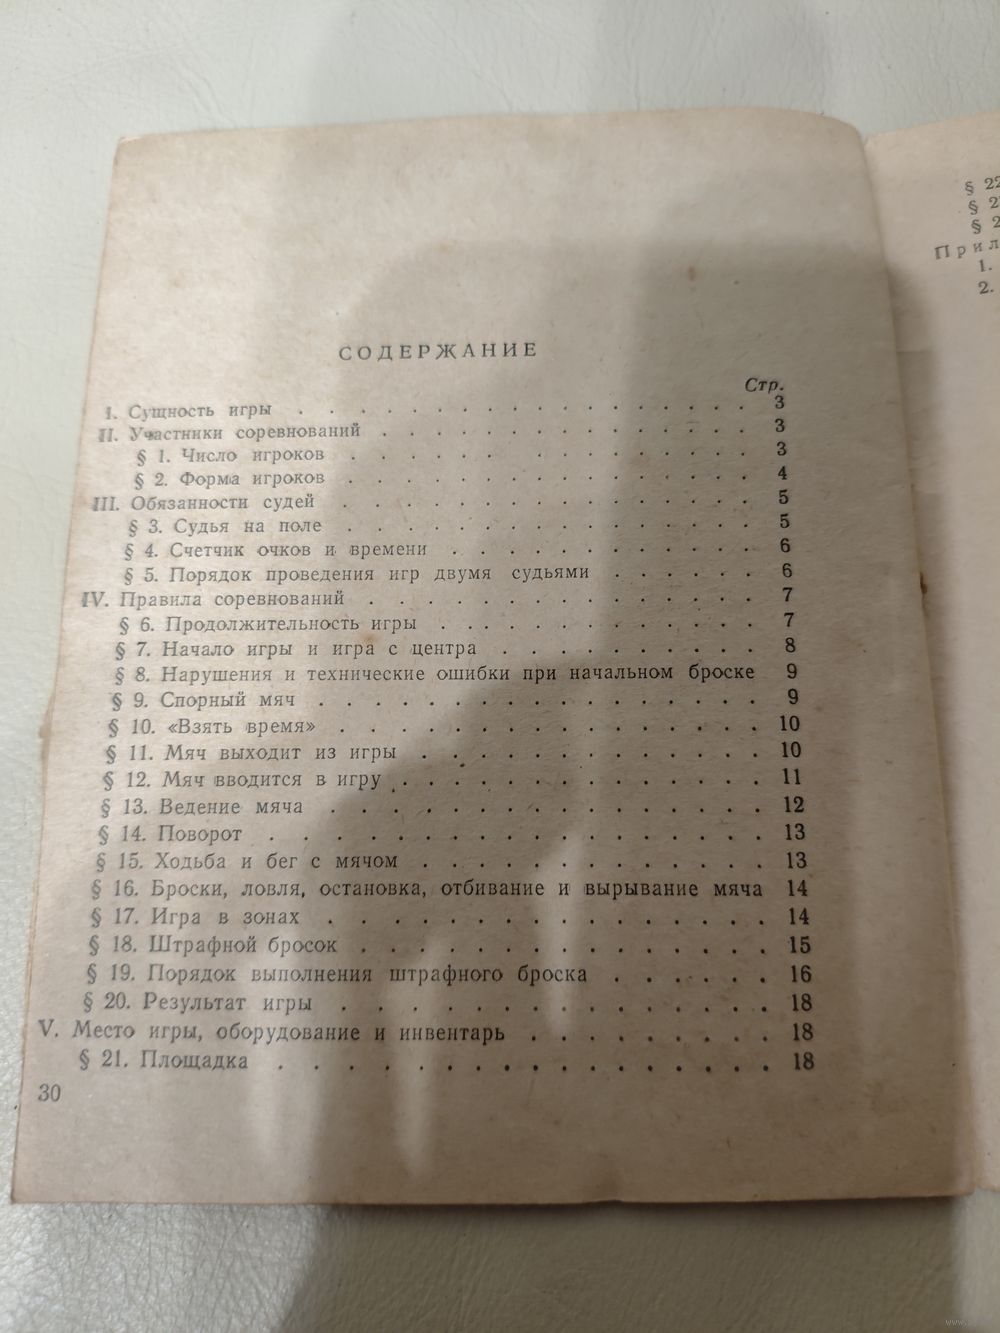 СОДЕРЖАНИЕ
Стр.
I. Сущность игры . . . . . . . . . . . . . . . . . 3
II. Участники соревнований . . . . . . . . . . . . . . 3
§ 1. Число игроков . . . . . . . . . . . . . . . 3
§ 2. Форма игроков . . . . . . . . . . . . . . . 4
III. Обязанности судей . . . . . . . . . . . . . . . 5
§ 3. Судья на поле . . . . . . . . . . . . . . . 5
§ 4. Счетчик очков и времени . . . . . . . . . . . . 6
§ 5. Порядок проведения игр двумя судьями . . . . . . 6
IV. Правила соревнований . . . . . . . . . . . . . . . 7
§ 6. Продолжительность игры . . . . . . . . . . . . 7
§ 7. Начало игры и игра с центра . . . . . . . . . . 8
§ 8. Нарушения и технические ошибки при начальном броске 9
§ 9. Спорный мяч . . . . . . . . . . . . . . . . 9
§ 10. «Взять время» . . . . . . . . . . . . . . . 10
§ 11. Мяч выходит из игры . . . . . . . . . . . . 10
§ 12. Мяч вводится в игру . . . . . . . . . . . . . 11
§ 13. Ведение мяча . . . . . . . . . . . . . . . . 12
§ 14. Поворот . . . . . . . . . . . . . . . . . . 13
§ 15. Ходьба и бег с мячом . . . . . . . . . . . . 13
§ 16. Броски, ловля, остановка, отбивание и вырывание мяча 14
§ 17. Игра в зонах . . . . . . . . . . . . . . . . 14
§ 18. Штрафной бросок . . . . . . . . . . . . . . 15
§ 19. Порядок выполнения штрафного броска . . . . . . 16
§ 20. Результат игры . . . . . . . . . . . . . . . 18
V. Место игры, оборудование и инвентарь . . . . . . . . . 18
§ 21. Площадка . . . . . . . . . . . . . . . . . . 18
30
§ 22
§ 2
§ 2
Прил
1.
2.